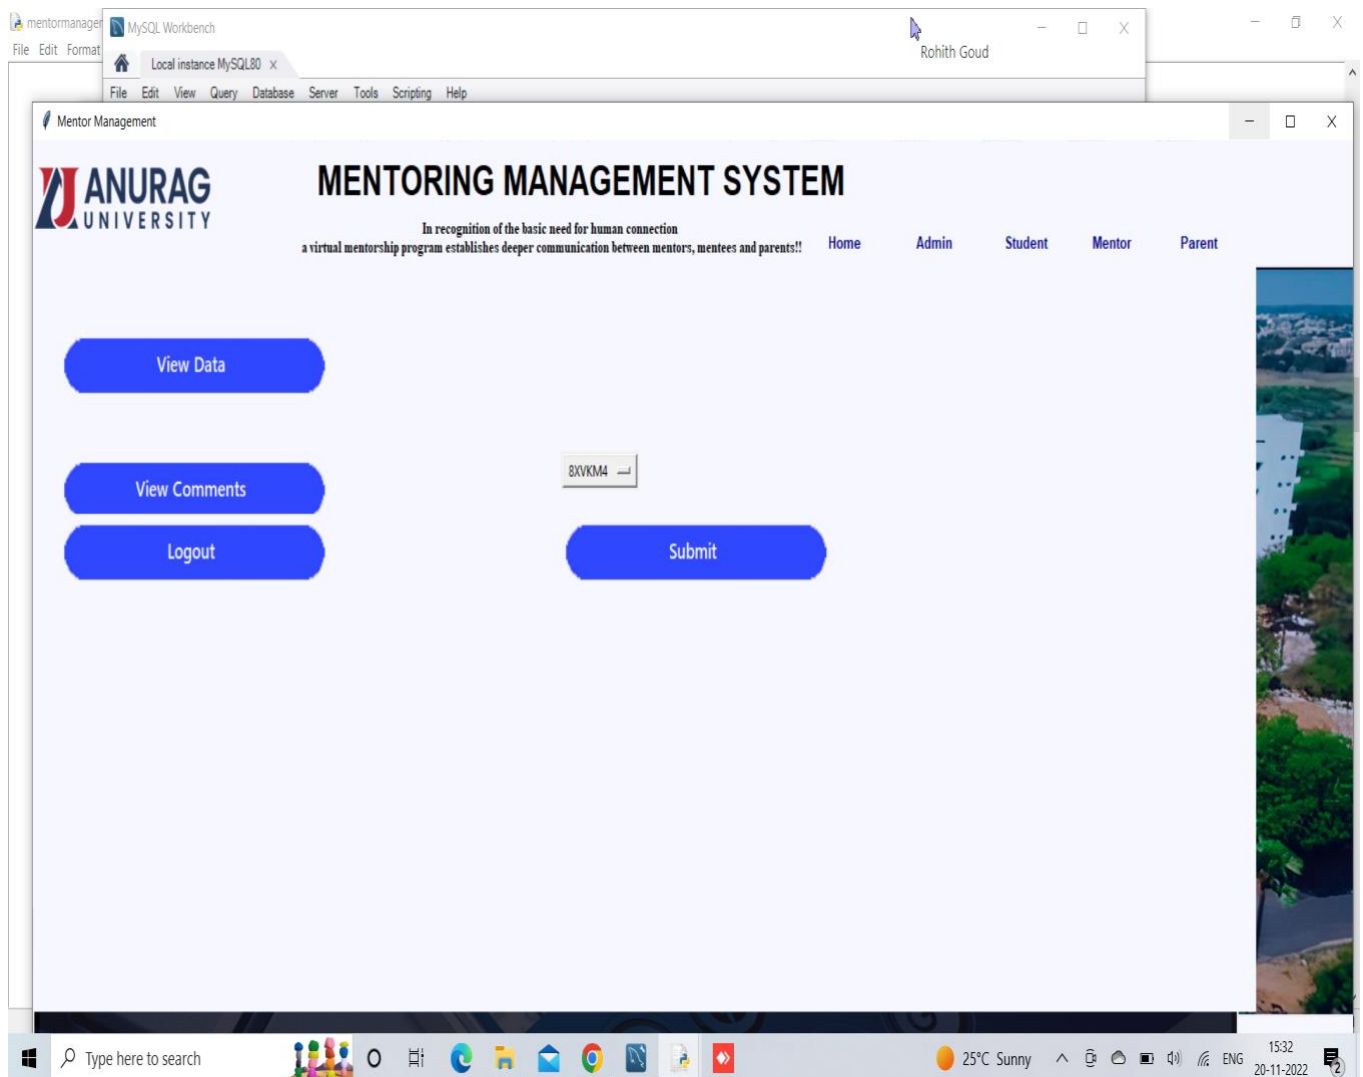 mentormanager
MySQL Workbench
Rohith Goud
File Edit Format
Local instance MySQL80 ×
File Edit View Query Database Server Tools Scripting Help
Mentor Management
ANURAG
UNIVERSITY
MENTORING MANAGEMENT SYSTEM
In recognition of the basic need for human connection
a virtual mentorship program establishes deeper communication between mentors, mentees and parents!!
Home Admin Student Mentor Parent
View Data
8XVKM4
View Comments
Logout
Submit
Type here to search
25°C Sunny
ENG
15:32
20-11-2022
2